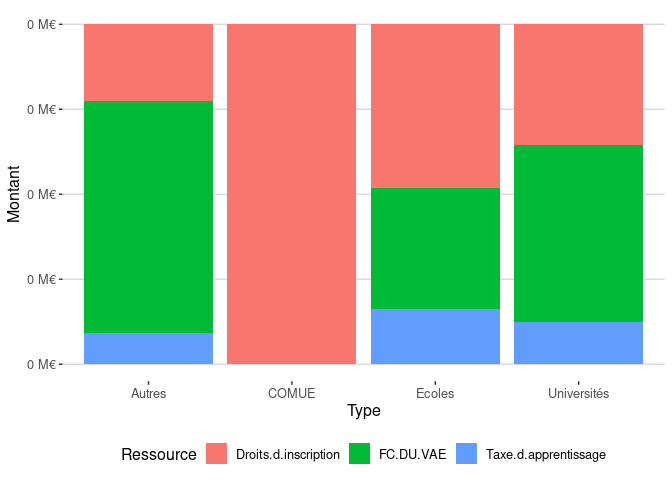 0 M€
0 M€
0 M€
0 M€
0 M€
Montant
Autres
COMUE
Ecoles
Universités
Type
Ressource
Droits.d.inscription
FC.DU.VAE
Taxe.d.apprentissage